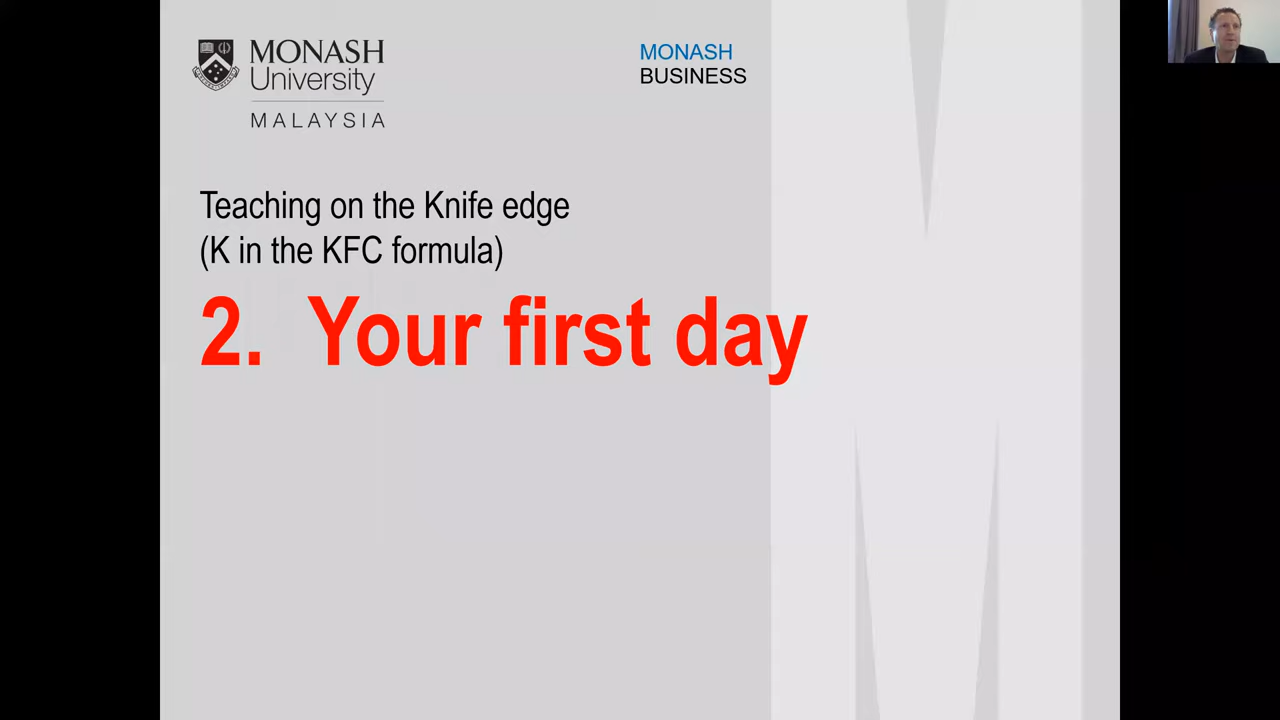 MONASH
University
MALAYSIA
MONASH
BUSINESS
Teaching on the Knife edge
(K in the KFC formula)
2. Your first day